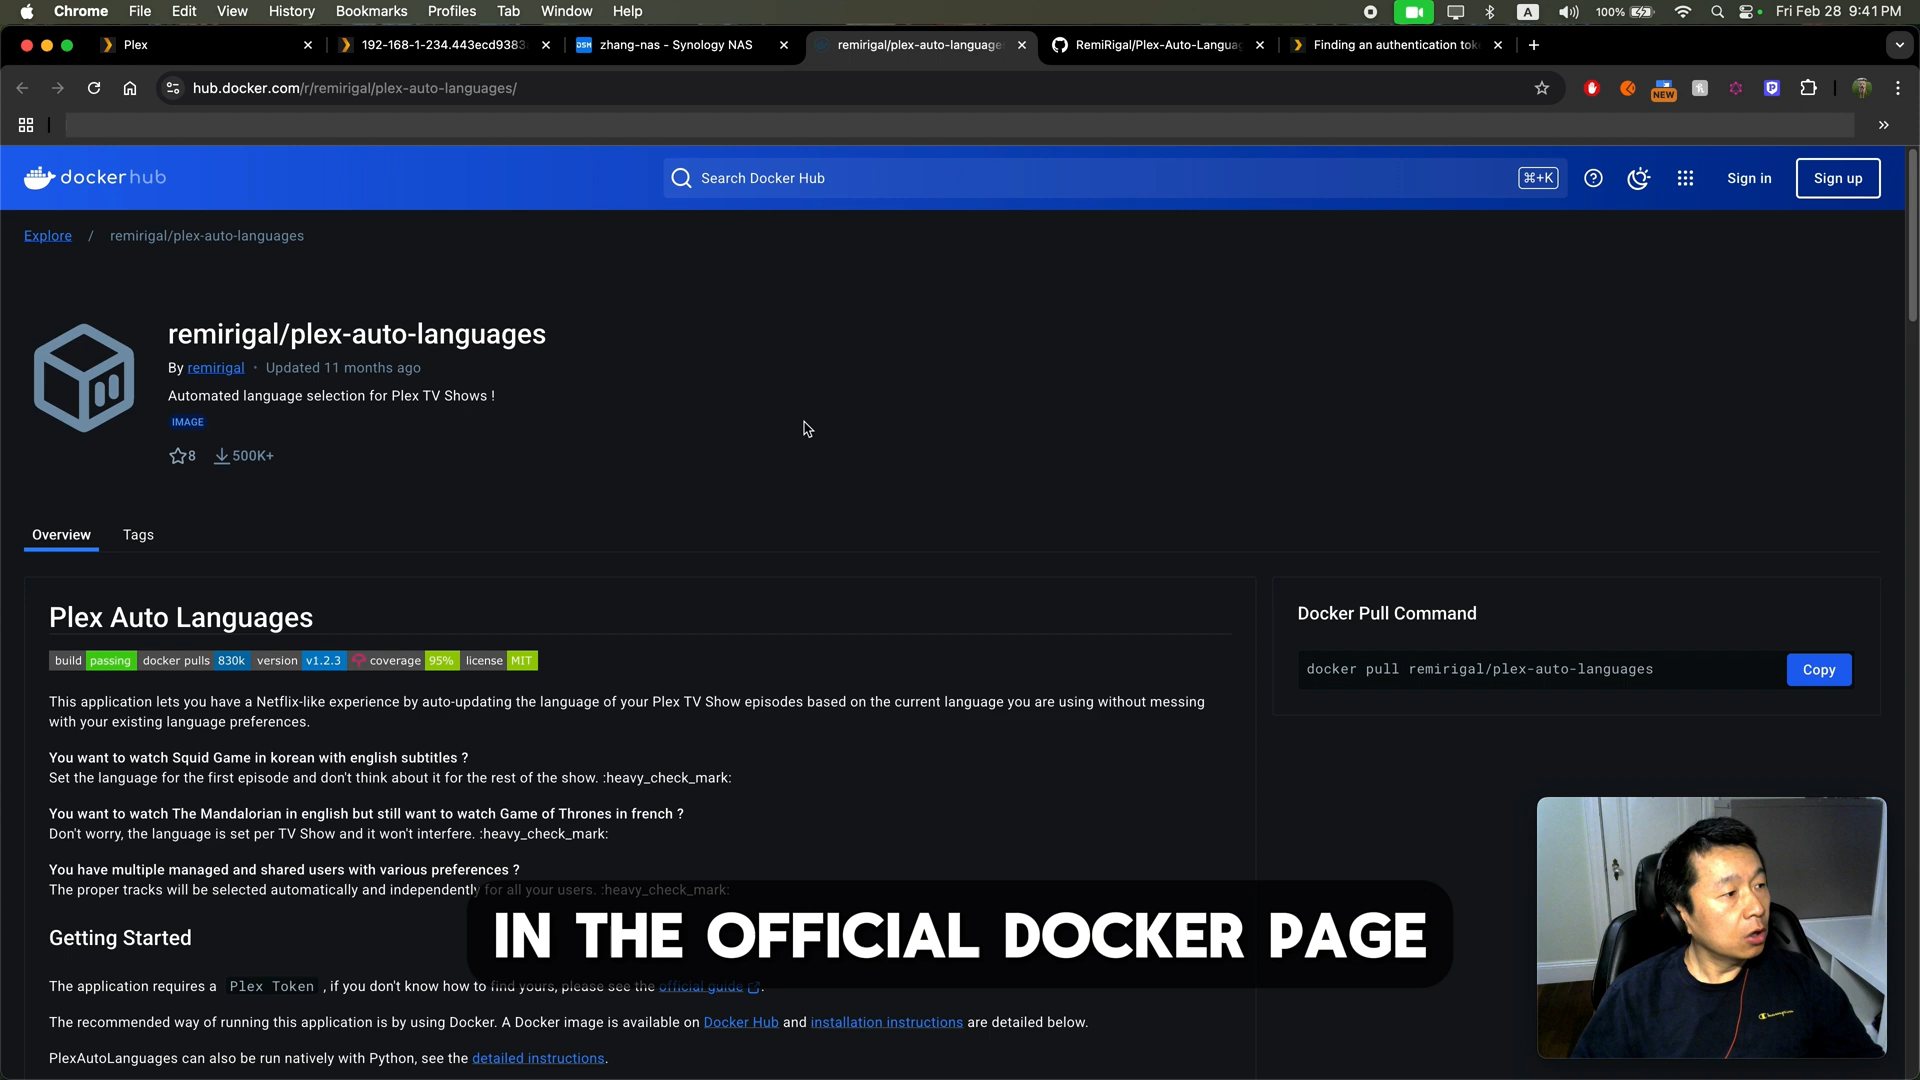 Chrome File Edit View History Bookmarks Profiles Tab Window Help
A 100% Fri Feb 28 9:41 PM
Plex
192-168-1-234.443ecd9383
DSM zhang-nas - Synology NAS
remirigal/plex-auto-language
RemiRigal/Plex-Auto-Langua
Finding an authentication tok
hub.docker.com/r/remirigal/plex-auto-languages/
NEW
dockerhub
Search Docker Hub
⌘+K
Sign in
Sign up
Explore / remirigal/plex-auto-languages
remirigal/plex-auto-languages
By remirigal · Updated 11 months ago
Automated language selection for Plex TV Shows !
IMAGE
8 500K+
Overview Tags
Plex Auto Languages
build passing docker pulls 830k version v1.2.3 coverage 95% license MIT
This application lets you have a Netflix-like experience by auto-updating the language of your Plex TV Show episodes based on the current language you are using without messing
with your existing language preferences.
You want to watch Squid Game in korean with english subtitles ?
Set the language for the first episode and don't think about it for the rest of the show. :heavy_check_mark:
You want to watch The Mandalorian in english but still want to watch Game of Thrones in french ?
Don't worry, the language is set per TV Show and it won't interfere. :heavy_check_mark:
You have multiple managed and shared users with various preferences ?
The proper tracks will be selected automatically and independently for all your users. :heavy_check_mark:
Getting Started
The application requires a Plex Token , if you don't know how to find yours, please see the official guide .
The recommended way of running this application is by using Docker. A Docker image is available on Docker Hub and installation instructions are detailed below.
PlexAutoLanguages can also be run natively with Python, see the detailed instructions.
Docker Pull Command
docker pull remirigal/plex-auto-languages
Copy
IN THE OFFICIAL DOCKER PAGE